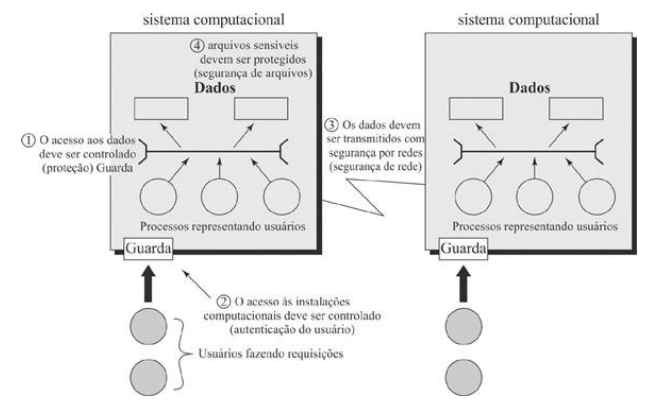 sistema computacional
④ arquivos sensíveis
devem ser protegidos
(segurança de arquivos)
Dados
① O acesso aos dados
deve ser controlado
(proteção) Guarda
Processos representando usuários
Guarda
② O acesso às instalações
computacionais deve ser controlado
(autenticação do usuário)
Usuários fazendo requisições
③ Os dados devem
ser transmitidos com
segurança por redes
(segurança de rede)
sistema computacional
Dados
Processos representando usuários
Guarda